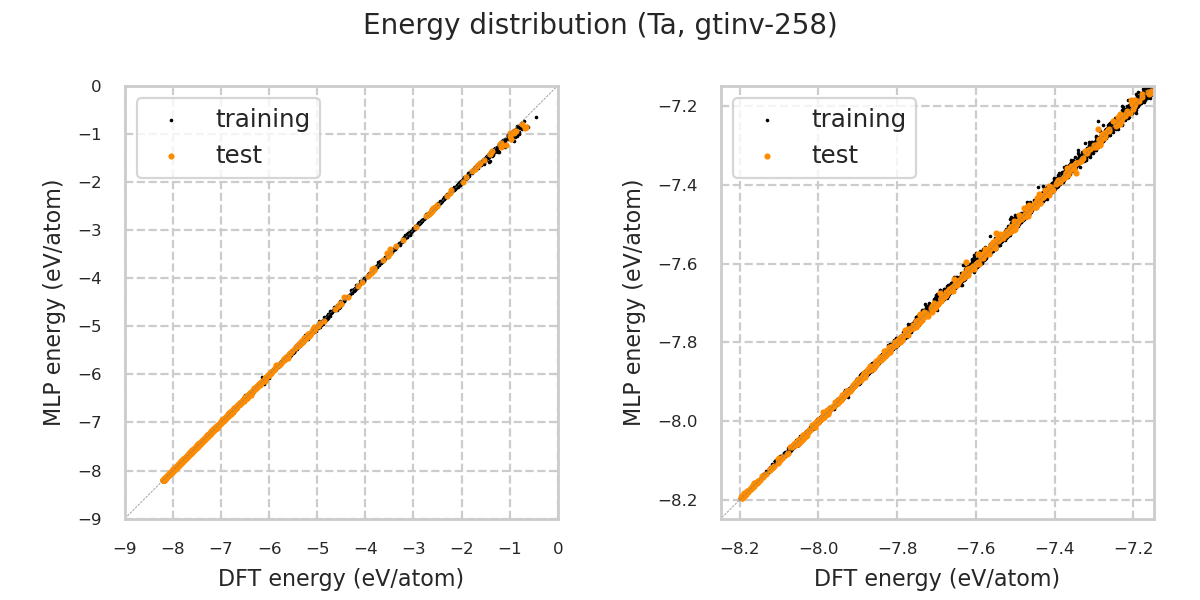 Energy distribution (Ta, gtinv-258)
0
−1
−2
−3
−4
−5
−6
−7
−8
−9
MLP energy (eV/atom)
training
test
−9 −8 −7 −6 −5 −4 −3 −2 −1 0
DFT energy (eV/atom)
−7.2
−7.4
−7.6
−7.8
−8.0
−8.2
MLP energy (eV/atom)
training
test
−8.2 −8.0 −7.8 −7.6 −7.4 −7.2
DFT energy (eV/atom)